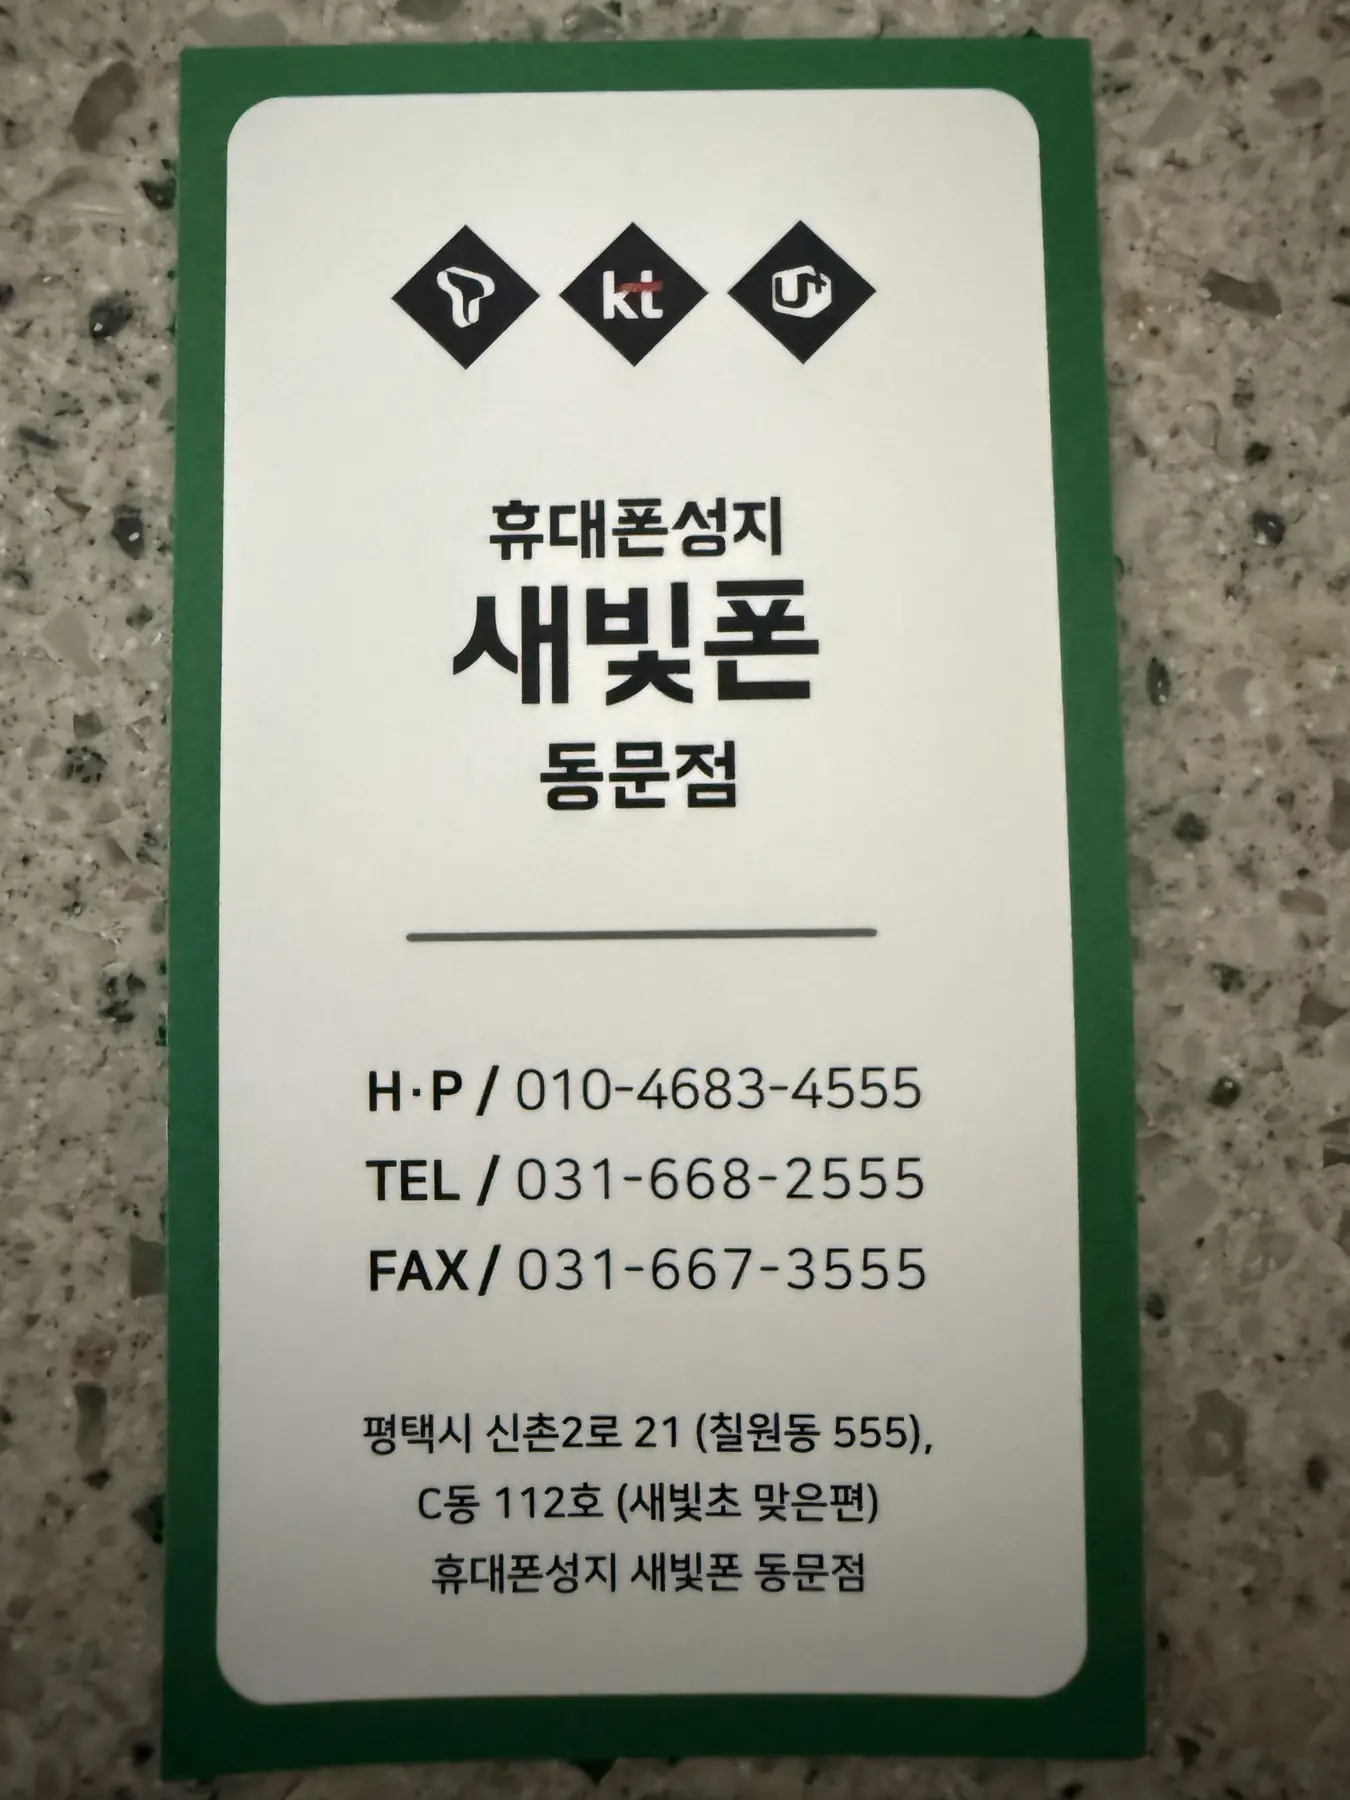 T kt U+
휴대폰성지
새빛폰
동문점
H·P / 010-4683-4555
TEL / 031-668-2555
FAX / 031-667-3555
평택시 신촌2로 21 (칠원동 555),
C동 112호 (새빛초 맞은편)
휴대폰성지 새빛폰 동문점